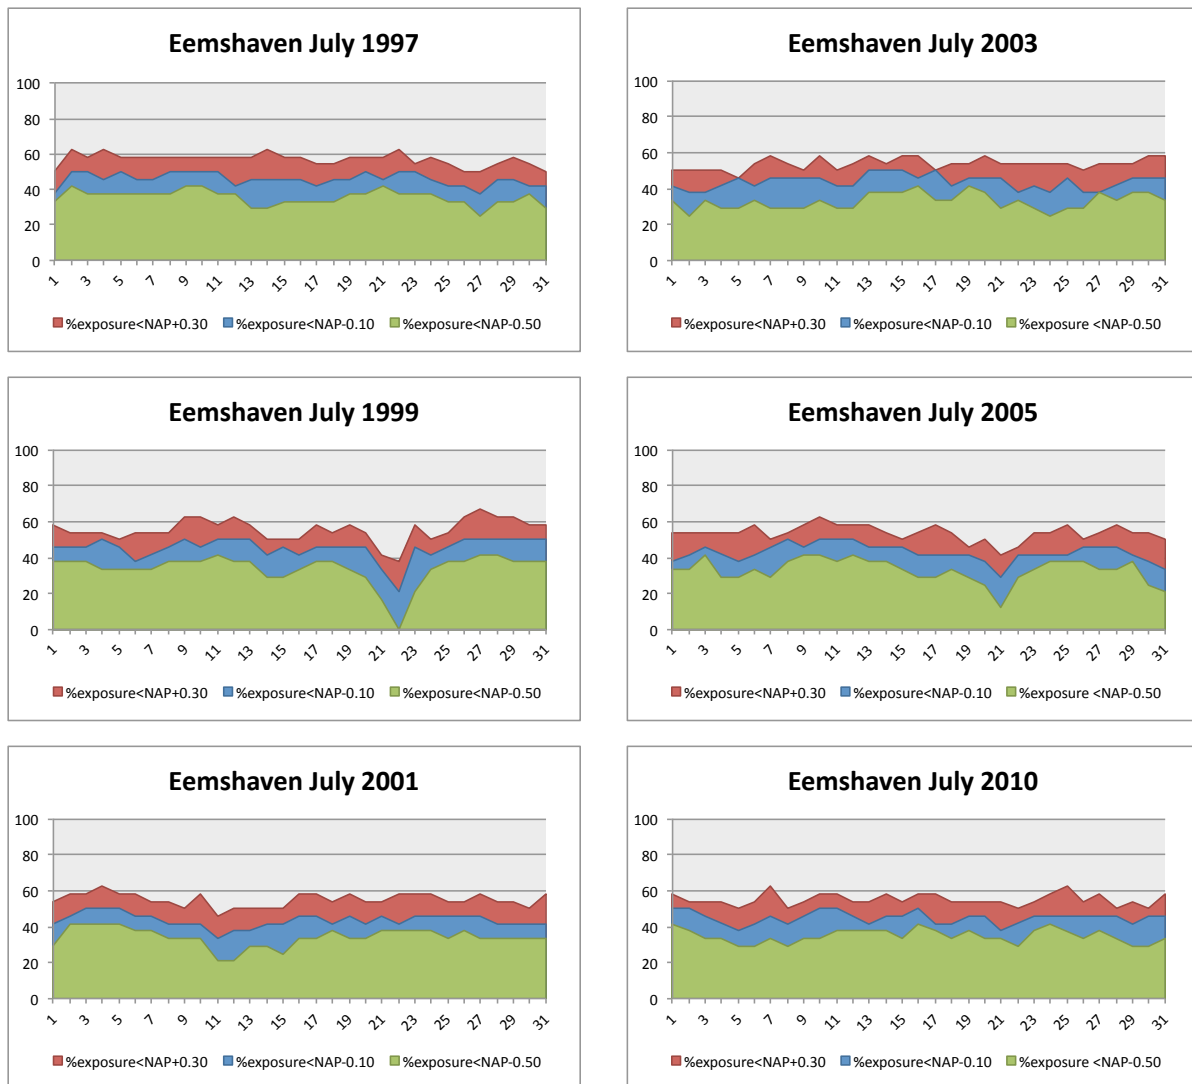 Eemshaven July 1997
100
80
60
40
20
0
1 3 5 7 9 11 13 15 17 19 21 23 25 27 29 31
%exposure<NAP+0.30 %exposure<NAP-0.10 %exposure<NAP-0.50
Eemshaven July 2003
100
80
60
40
20
0
1 3 5 7 9 11 13 15 17 19 21 23 25 27 29 31
%exposure<NAP+0.30 %exposure<NAP-0.10 %exposure <NAP-0.50
Eemshaven July 1999
100
80
60
40
20
0
1 3 5 7 9 11 13 15 17 19 21 23 25 27 29 31
%exposure<NAP+0.30 %exposure<NAP-0.10 %exposure<NAP-0.50
Eemshaven July 2005
100
80
60
40
20
0
1 3 5 7 9 11 13 15 17 19 21 23 25 27 29 31
%exposure<NAP+0.30 %exposure<NAP-0.10 %exposure <NAP-0.50
Eemshaven July 2001
100
80
60
40
20
0
1 3 5 7 9 11 13 15 17 19 21 23 25 27 29 31
%exposure<NAP+0.30 %exposure<NAP-0.10 %exposure<NAP-0.50
Eemshaven July 2010
100
80
60
40
20
0
1 3 5 7 9 11 13 15 17 19 21 23 25 27 29 31
%exposure<NAP+0.30 %exposure<NAP-0.10 %exposure <NAP-0.50